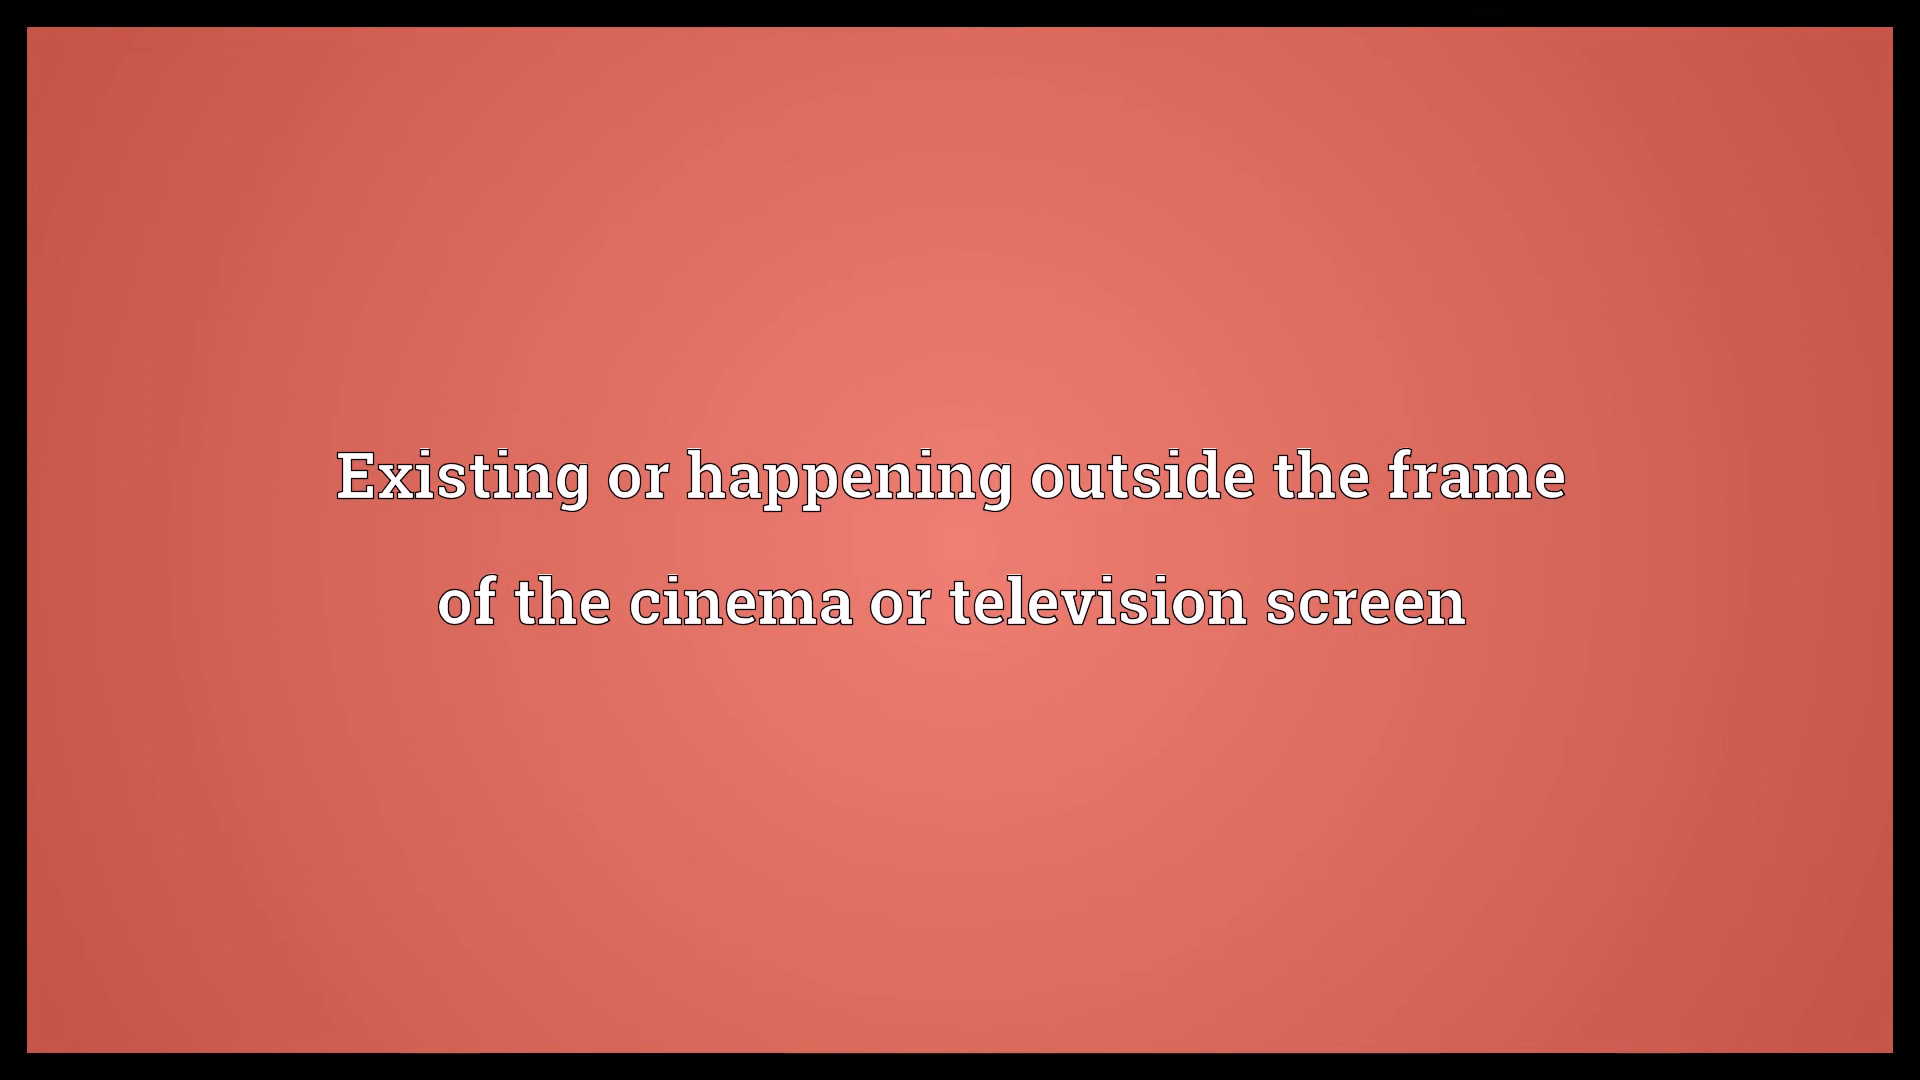 Existing or happening outside the frame
of the cinema or television screen